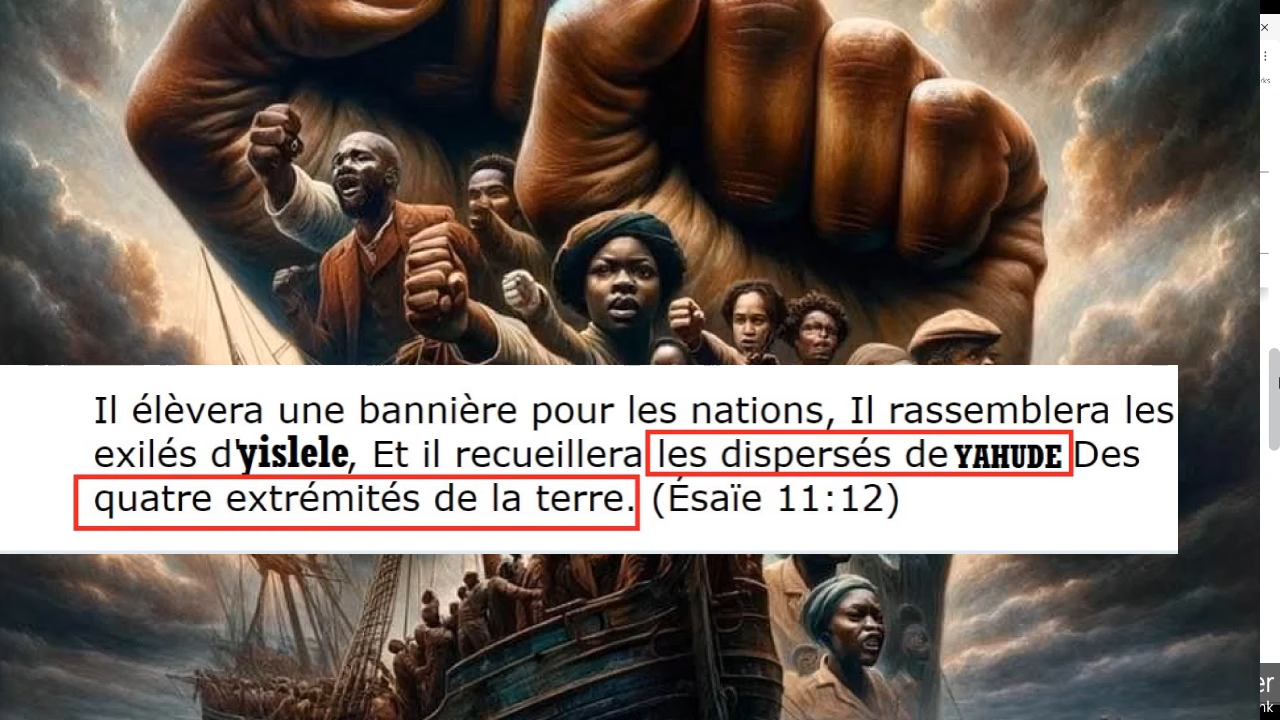 Il élèvera une bannière pour les nations, Il rassemblera les
exilés d'yislele, Et il recueillera les dispersés de YAHUDE Des
quatre extrémités de la terre. (Ésaïe 11:12)